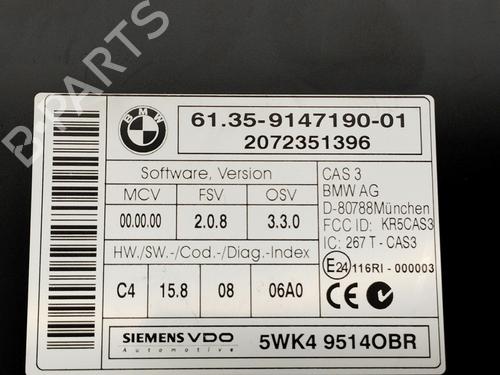 BMW
61.35-9147190-01
2072351396
Software, Version
MCV FSV OSV
00.00.00 2.0.8 3.3.0
HW./SW.-/Cod.-/Diag.-Index
C4 15.8 08 06A0
CAS 3
BMW AG
D-80788München
FCC ID: KR5CAS3
IC: 267 T - CAS3
E24 116RI - 000003
CE
SIEMENS VDO
Automotive
5WK4 9514OBR
B-PARTS